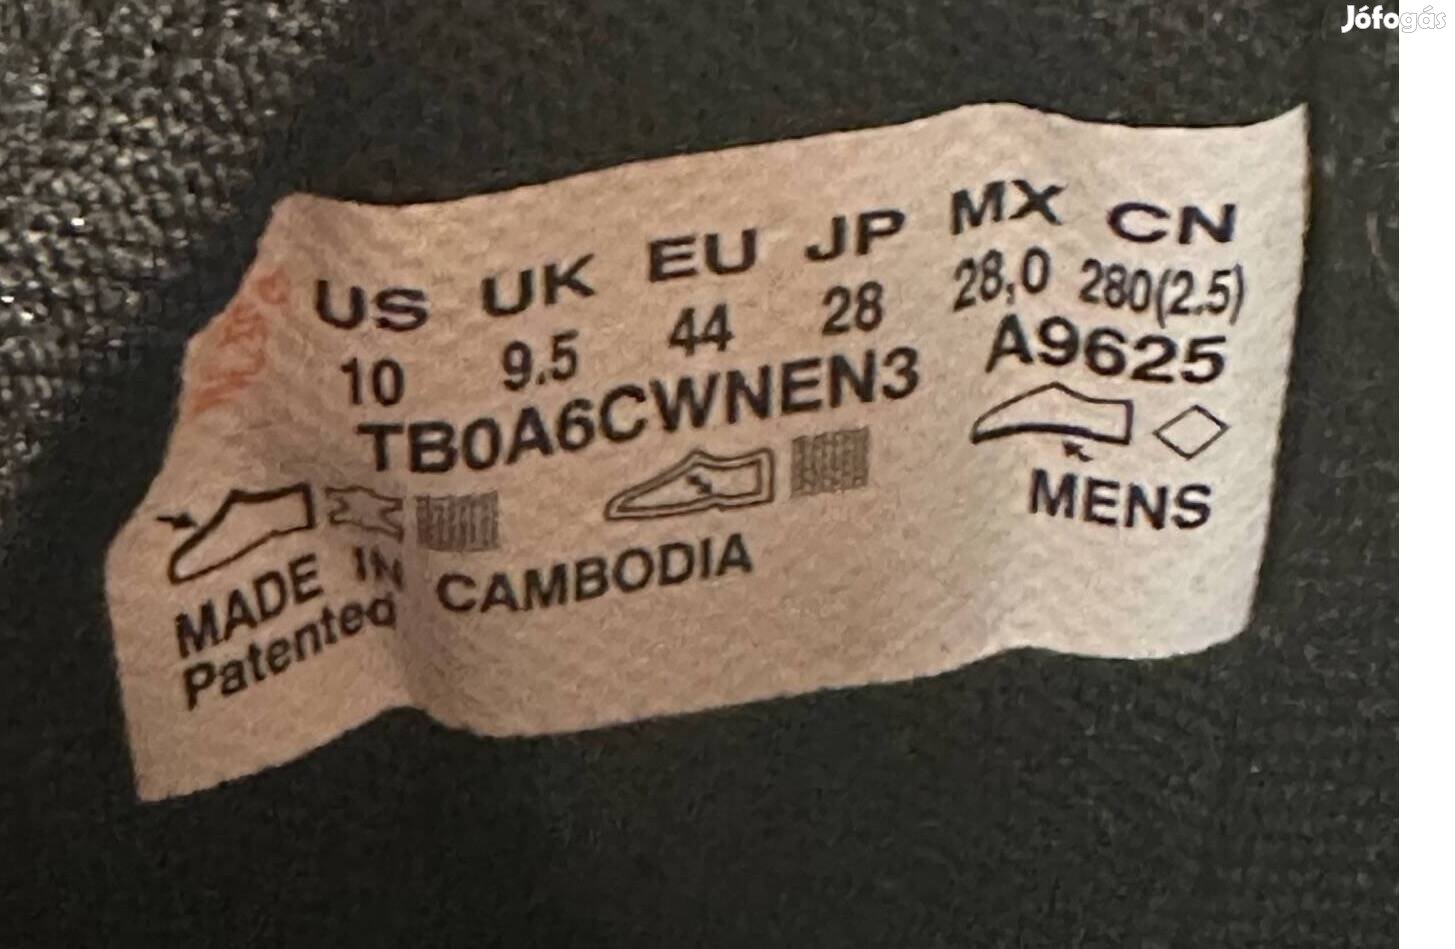 Jófogás
US UK EU JP MX CN
10 9.5 44 28 28,0 280(2.5)
TB0A6CWNEN3 A9625
MENS
MADE IN CAMBODIA
Patented